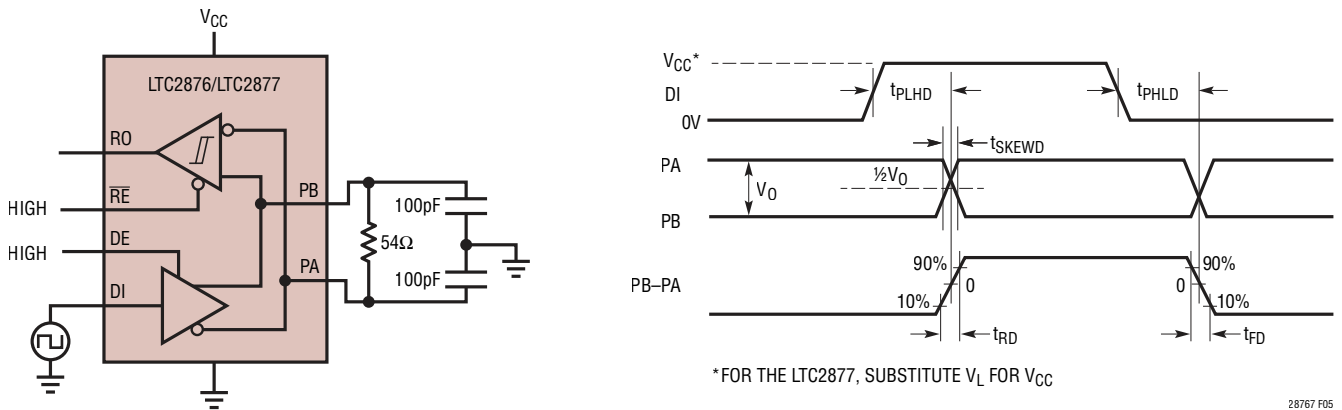 VCC
LTC2876/LTC2877
RO
RE
HIGH
DE
HIGH
DI
PB
PA
100pF
54Ω
100pF
VCC*
DI
0V
tPLHD
tPHLD
tSKEWD
PA
PB
VO
½VO
PB–PA
90%
0
10%
90%
0
10%
tRD
tFD
*FOR THE LTC2877, SUBSTITUTE VL FOR VCC
28767 F05